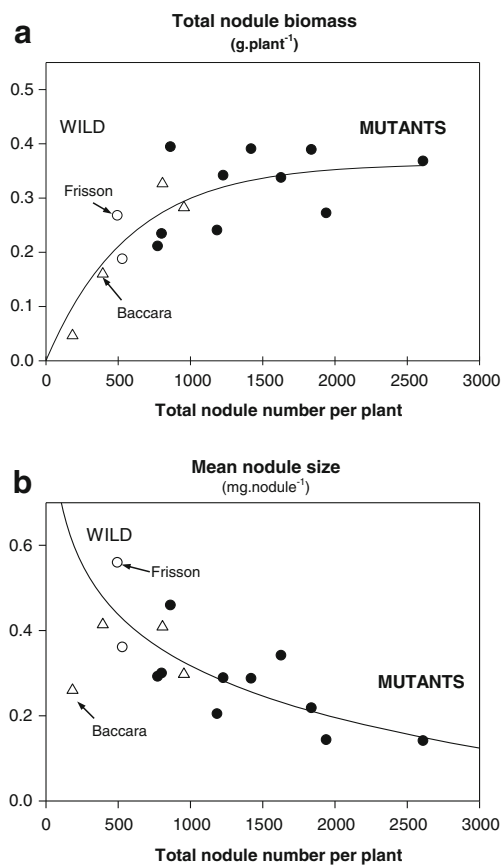 a
Total nodule biomass
(g.plant⁻¹)
0.5
0.4
0.3
0.2
0.1
0.0
WILD
MUTANTS
Frisson
Baccara
0 500 1000 1500 2000 2500 3000
Total nodule number per plant
b
Mean nodule size
(mg.nodule⁻¹)
0.6
0.4
0.2
0.0
WILD
Frisson
MUTANTS
Baccara
0 500 1000 1500 2000 2500 3000
Total nodule number per plant